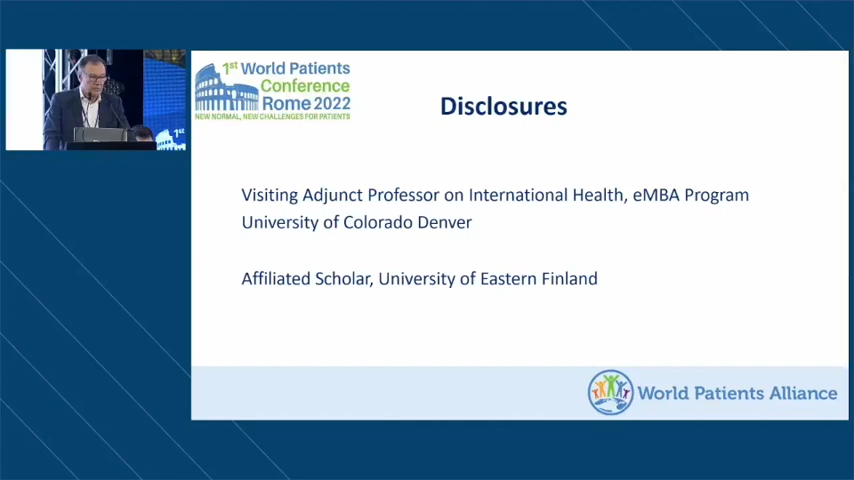 1st World Patients
Conference
Rome 2022
NEW NORMAL, NEW CHALLENGES FOR PATIENTS
Disclosures
Visiting Adjunct Professor on International Health, eMBA Program
University of Colorado Denver
Affiliated Scholar, University of Eastern Finland
World Patients Alliance
1st